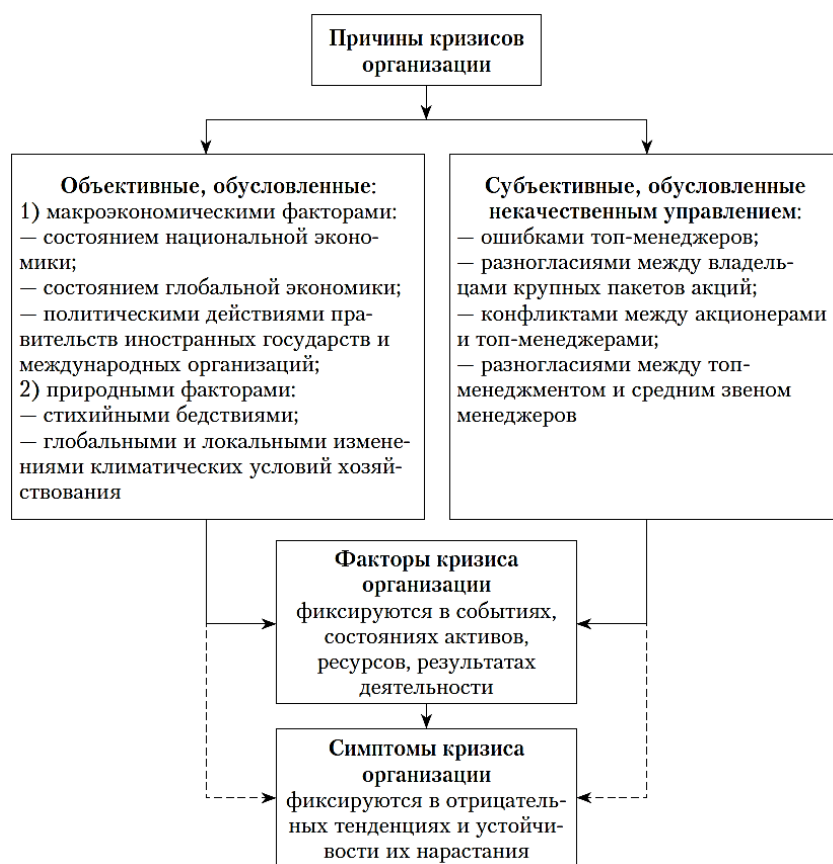 Причины кризисов
организации
Объективные, обусловленные:
1) макроэкономическими факторами:
— состоянием национальной эконо-
мики;
— состоянием глобальной экономики;
— политическими действиями пра-
вительств иностранных государств и
международных организаций;
2) природными факторами:
— стихийными бедствиями;
— глобальными и локальными измене-
ниями климатических условий хозяй-
ствования
Субъективные, обусловленные
некачественным управлением:
— ошибками топ-менеджеров;
— разногласиями между владель-
цами крупных пакетов акций;
— конфликтами между акционерами
и топ-менеджерами;
— разногласиями между топ-
менеджментом и средним звеном
менеджеров
Факторы кризиса
организации
фиксируются в событиях,
состояниях активов,
ресурсов, результатах
деятельности
Симптомы кризиса
организации
фиксируются в отрицатель-
ных тенденциях и устойчи-
вости их нарастания